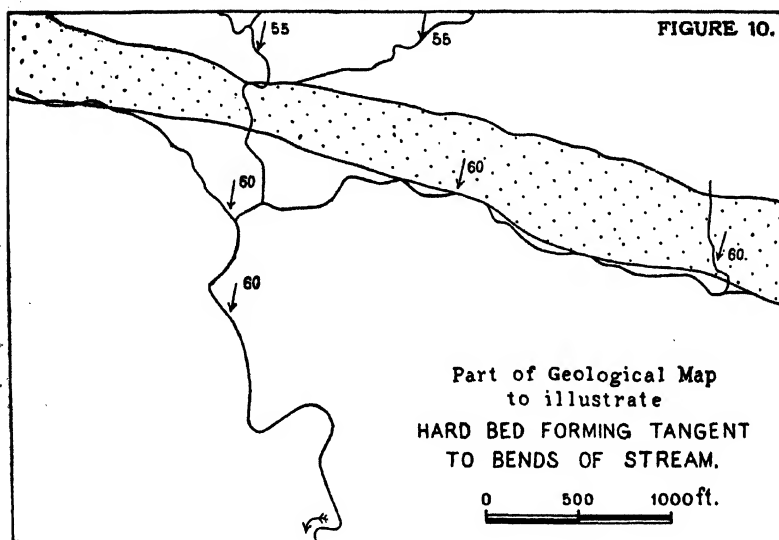 FIGURE 10.
55
55
60
60
60
60.
Part of Geological Map
to illustrate
HARD BED FORMING TANGENT
TO BENDS OF STREAM.
0 500 1000ft.